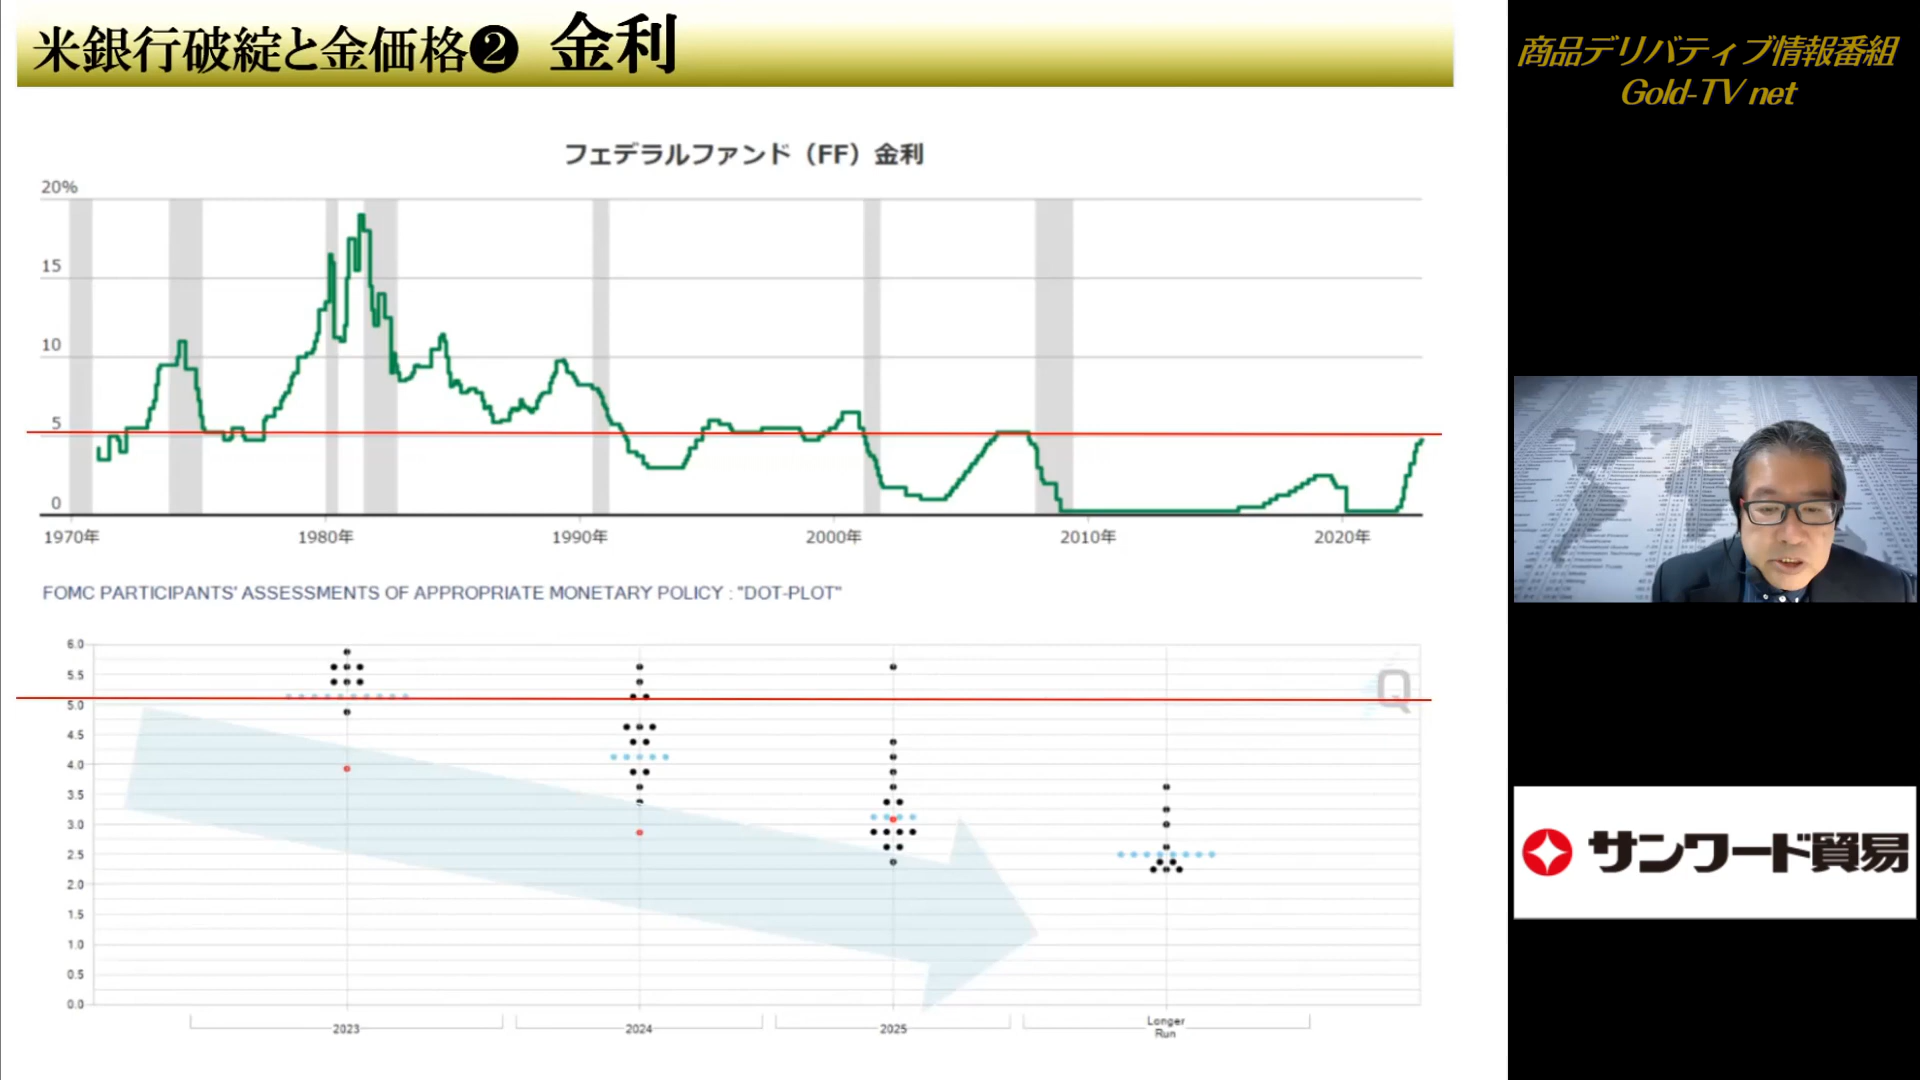 米銀行破綻と金価格❷ 金利
商品デリバティブ情報番組
Gold-TV net
フェデラルファンド（FF）金利
20%
15
10
5
0
1970年 1980年 1990年 2000年 2010年 2020年
FOMC PARTICIPANTS' ASSESSMENTS OF APPROPRIATE MONETARY POLICY : "DOT-PLOT"
6.0
5.5
5.0
4.5
4.0
3.5
3.0
2.5
2.0
1.5
1.0
0.5
0.0
Q
2023 2024 2025 Longer
Run
サンワード貿易